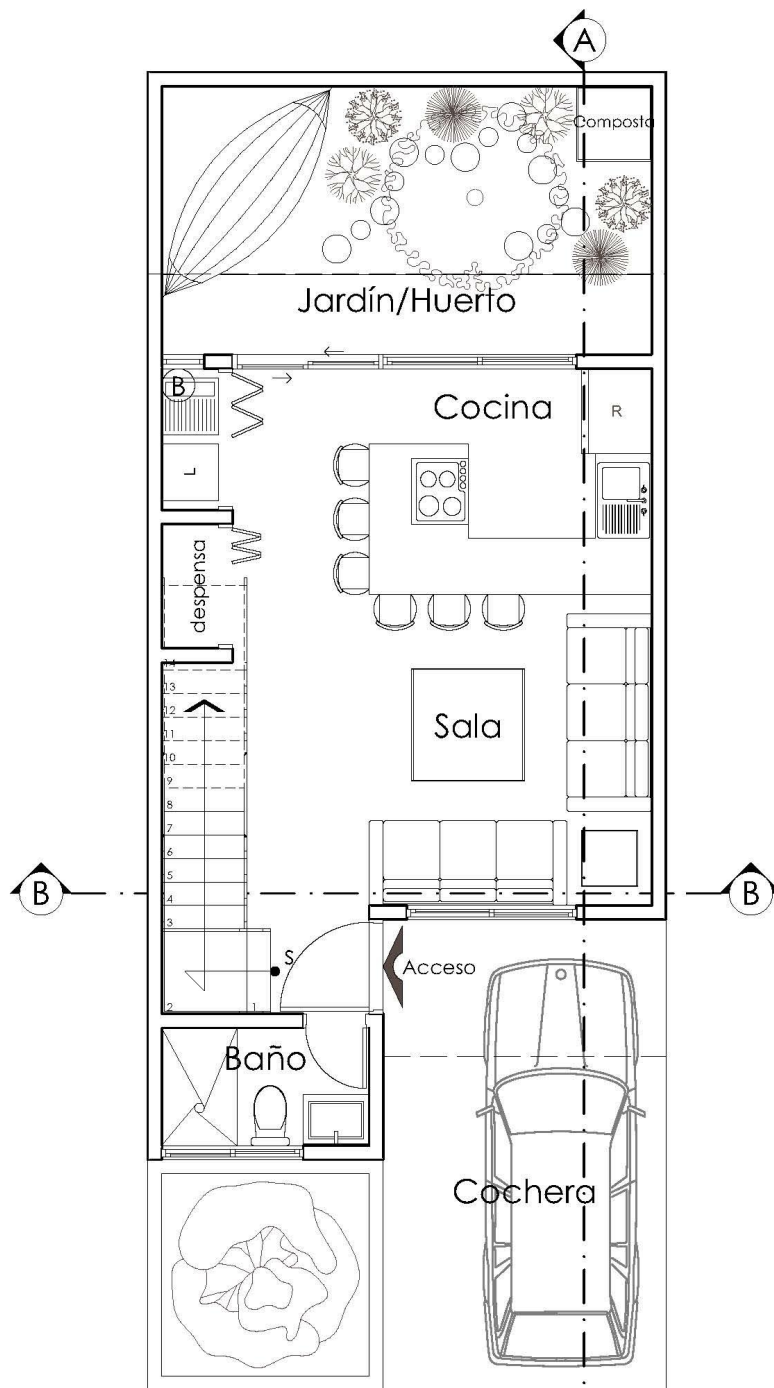 A
Composta
Jardín/Huerto
B
Cocina
R
L
despensa
Sala
14
13
12
11
10
9
8
7
6
5
4
3
B
B
S
Acceso
2
1
Baño
Cochera